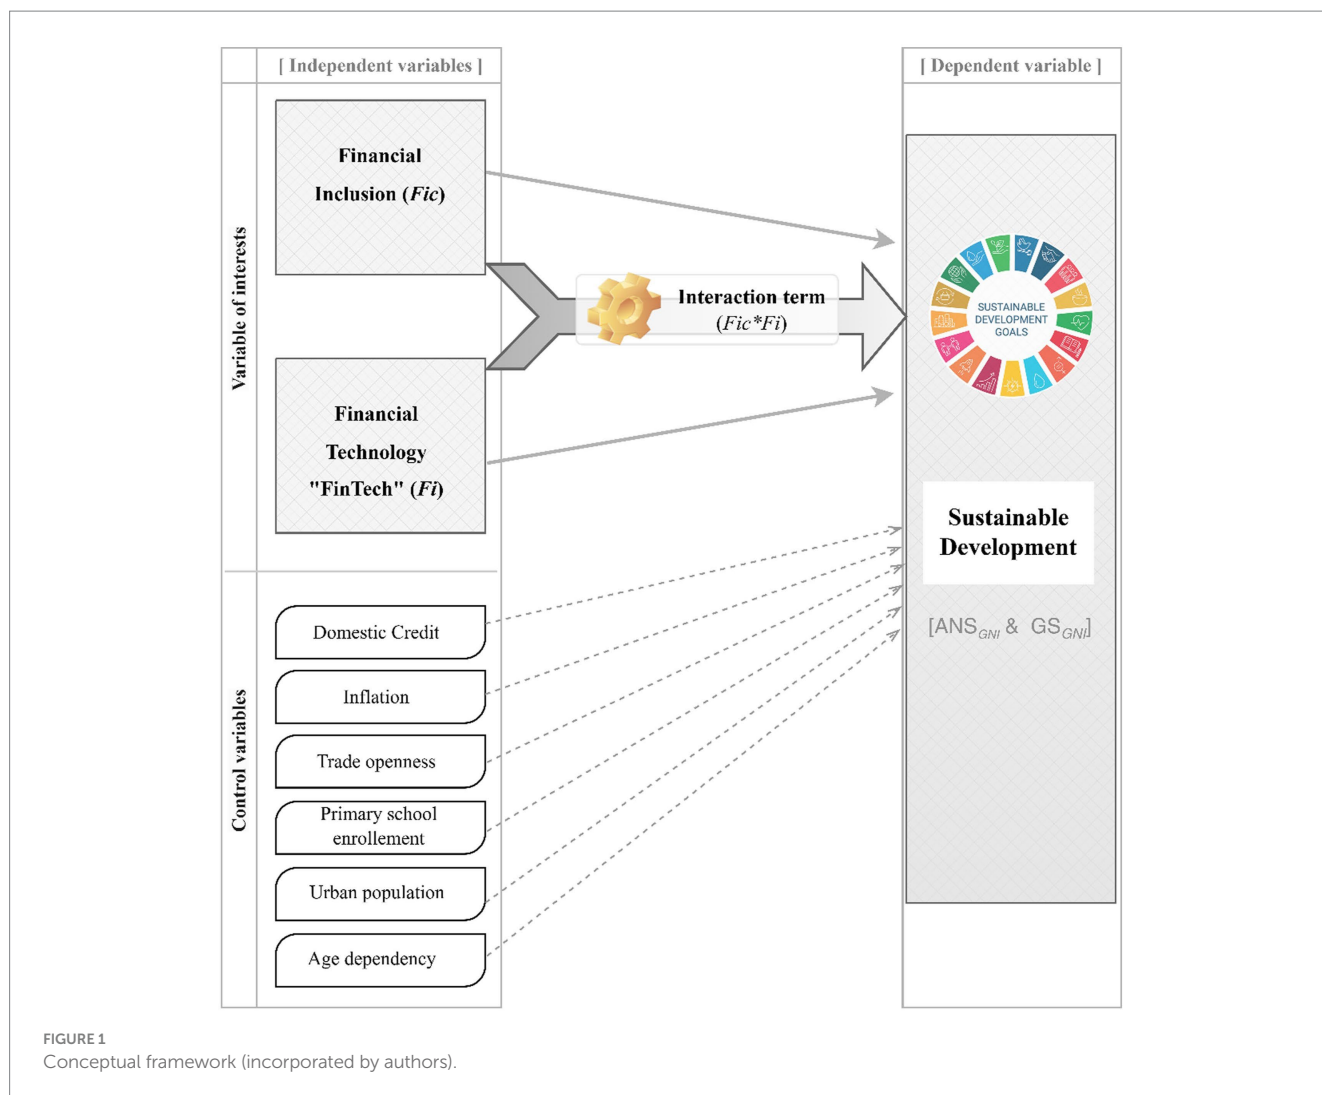 [ Independent variables ]
[ Dependent variable ]
Variable of interests
Financial
Inclusion (Fic)
Interaction term
(Fic*Fi)
Financial
Technology
"FinTech" (Fi)
SUSTAINABLE
DEVELOPMENT
GOALS
Sustainable
Development
[ANSGNI & GSGNI]
Control variables
Domestic Credit
Inflation
Trade openness
Primary school
enrollement
Urban population
Age dependency
FIGURE 1
Conceptual framework (incorporated by authors).